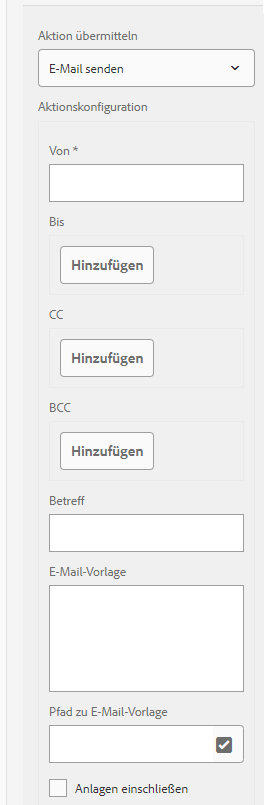 Aktion übermitteln
E-Mail senden
Aktionskonfiguration
Von *
Bis
Hinzufügen
CC
Hinzufügen
BCC
Hinzufügen
Betreff
E-Mail-Vorlage
Pfad zu E-Mail-Vorlage
Anlagen einschließen